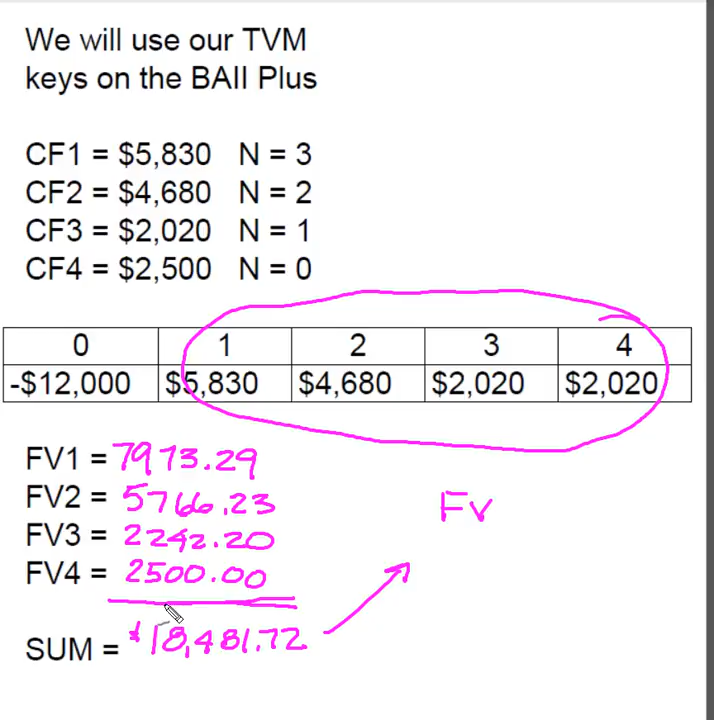 We will use our TVM
keys on the BAII Plus
CF1 = $5,830 N = 3
CF2 = $4,680 N = 2
CF3 = $2,020 N = 1
CF4 = $2,500 N = 0
0 1 2 3 4
-$12,000 $5,830 $4,680 $2,020 $2,020
FV1 = 7973.29
FV2 = 5766.23
FV3 = 2242.20
FV4 = 2500.00
FV
SUM = $18,481.72